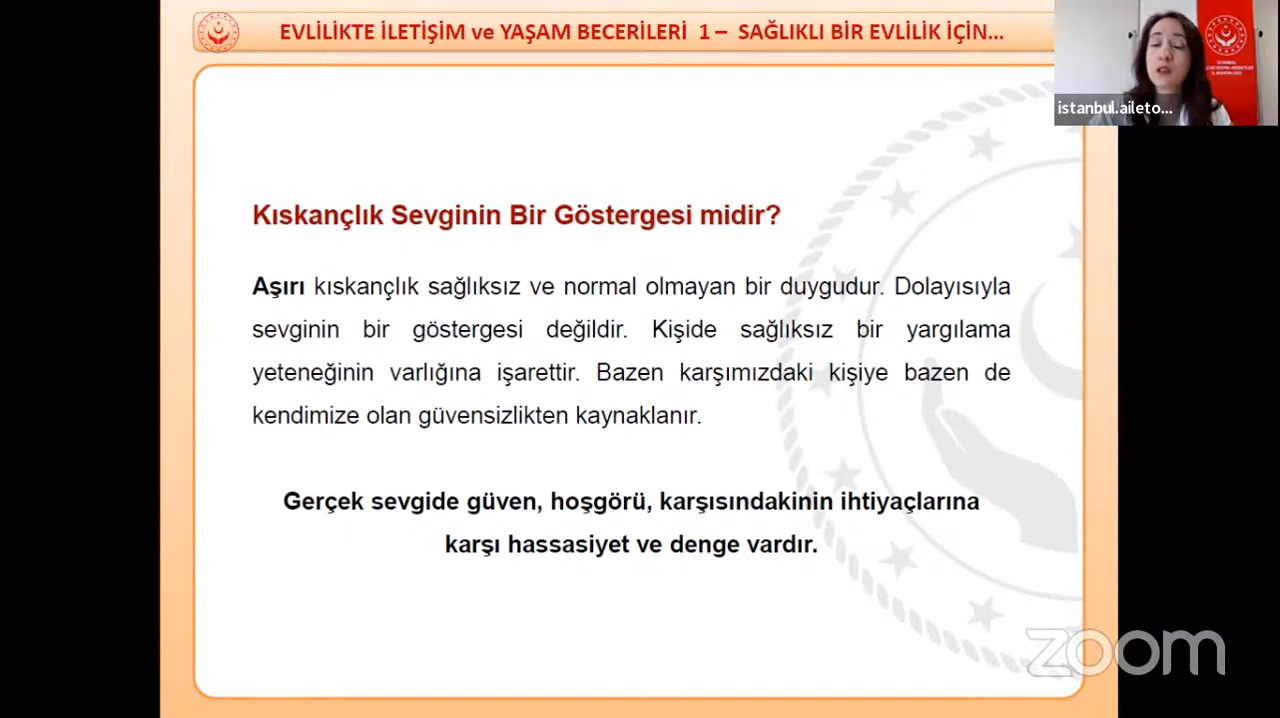 EVLİLİKTE İLETİŞİM ve YAŞAM BECERİLERİ 1 – SAĞLIKLI BİR EVLİLİK İÇİN...
istanbul.aileto...
Kıskançlık Sevginin Bir Göstergesi midir?
Aşırı kıskançlık sağlıksız ve normal olmayan bir duygudur. Dolayısıyla
sevginin bir göstergesi değildir. Kişide sağlıksız bir yargılama
yeteneğinin varlığına işarettir. Bazen karşımızdaki kişiye bazen de
kendimize olan güvensizlikten kaynaklanır.
Gerçek sevgide güven, hoşgörü, karşısındakinin ihtiyaçlarına
karşı hassasiyet ve denge vardır.
zoom